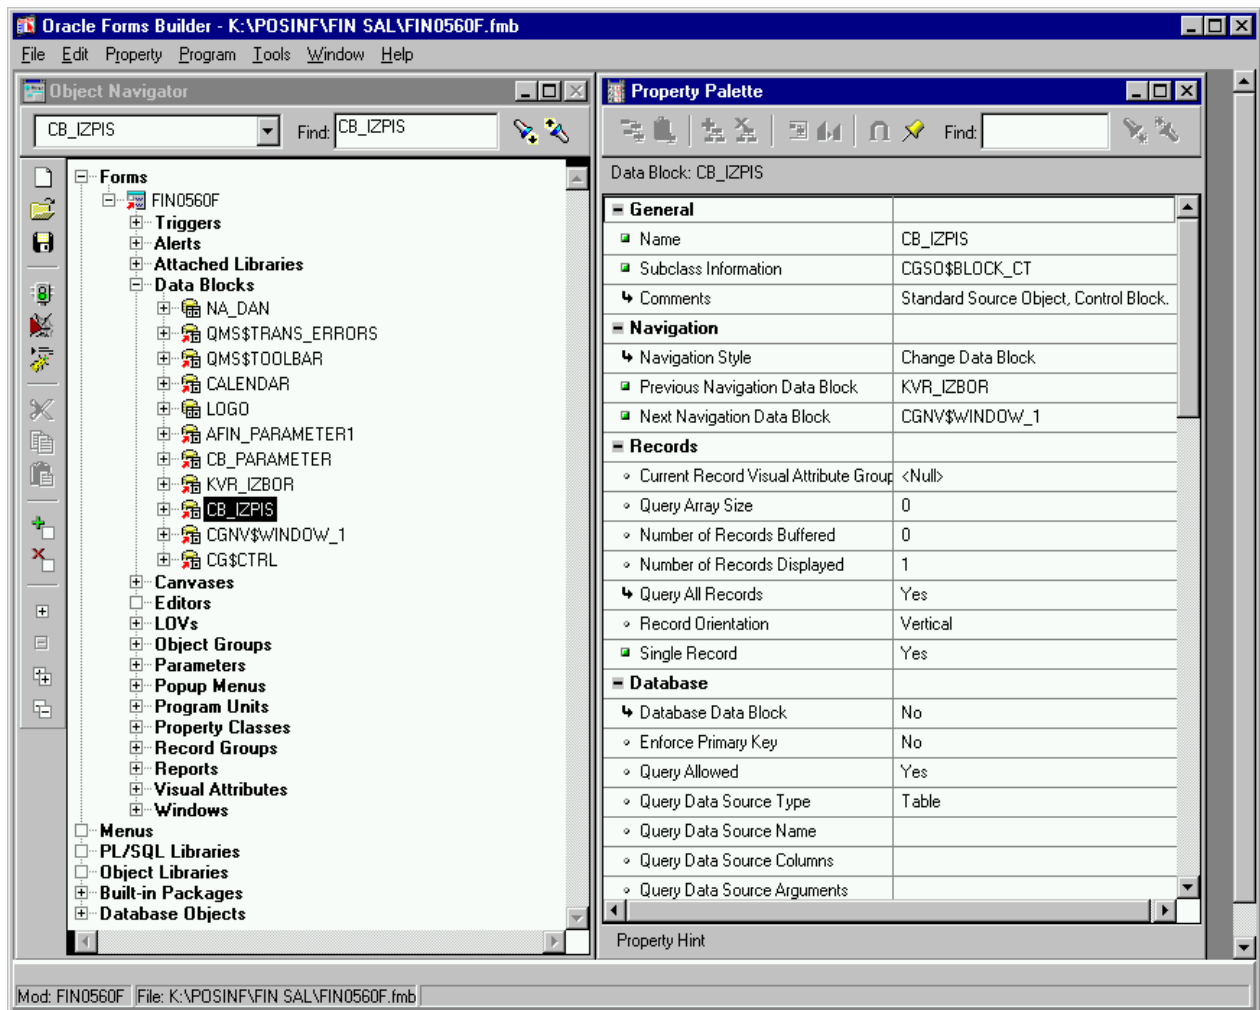 Oracle Forms Builder - K:\POSINF\FIN SAL\FIN0560F.fmb
File Edit Property Program Tools Window Help
Object Navigator
CB_IZPIS Find: CB_IZPIS
Forms
FIN0560F
Triggers
Alerts
Attached Libraries
Data Blocks
NA_DAN
QMS$TRANS_ERRORS
QMS$TOOLBAR
CALENDAR
LOGO
AFIN_PARAMETER1
CB_PARAMETER
KVR_IZBOR
CB_IZPIS
CGNV$WINDOW_1
CG$CTRL
Canvases
Editors
LOVs
Object Groups
Parameters
Popup Menus
Program Units
Property Classes
Record Groups
Reports
Visual Attributes
Windows
Menus
PL/SQL Libraries
Object Libraries
Built-in Packages
Database Objects
Property Palette
Find:
Data Block: CB_IZPIS
General
Name CB_IZPIS
Subclass Information CGSO$BLOCK_CT
Comments Standard Source Object, Control Block.
Navigation
Navigation Style Change Data Block
Previous Navigation Data Block KVR_IZBOR
Next Navigation Data Block CGNV$WINDOW_1
Records
Current Record Visual Attribute Group <Null>
Query Array Size 0
Number of Records Buffered 0
Number of Records Displayed 1
Query All Records Yes
Record Orientation Vertical
Single Record Yes
Database
Database Data Block No
Enforce Primary Key No
Query Allowed Yes
Query Data Source Type Table
Query Data Source Name
Query Data Source Columns
Query Data Source Arguments
Property Hint
Mod: FIN0560F File: K:\POSINF\FIN SAL\FIN0560F.fmb